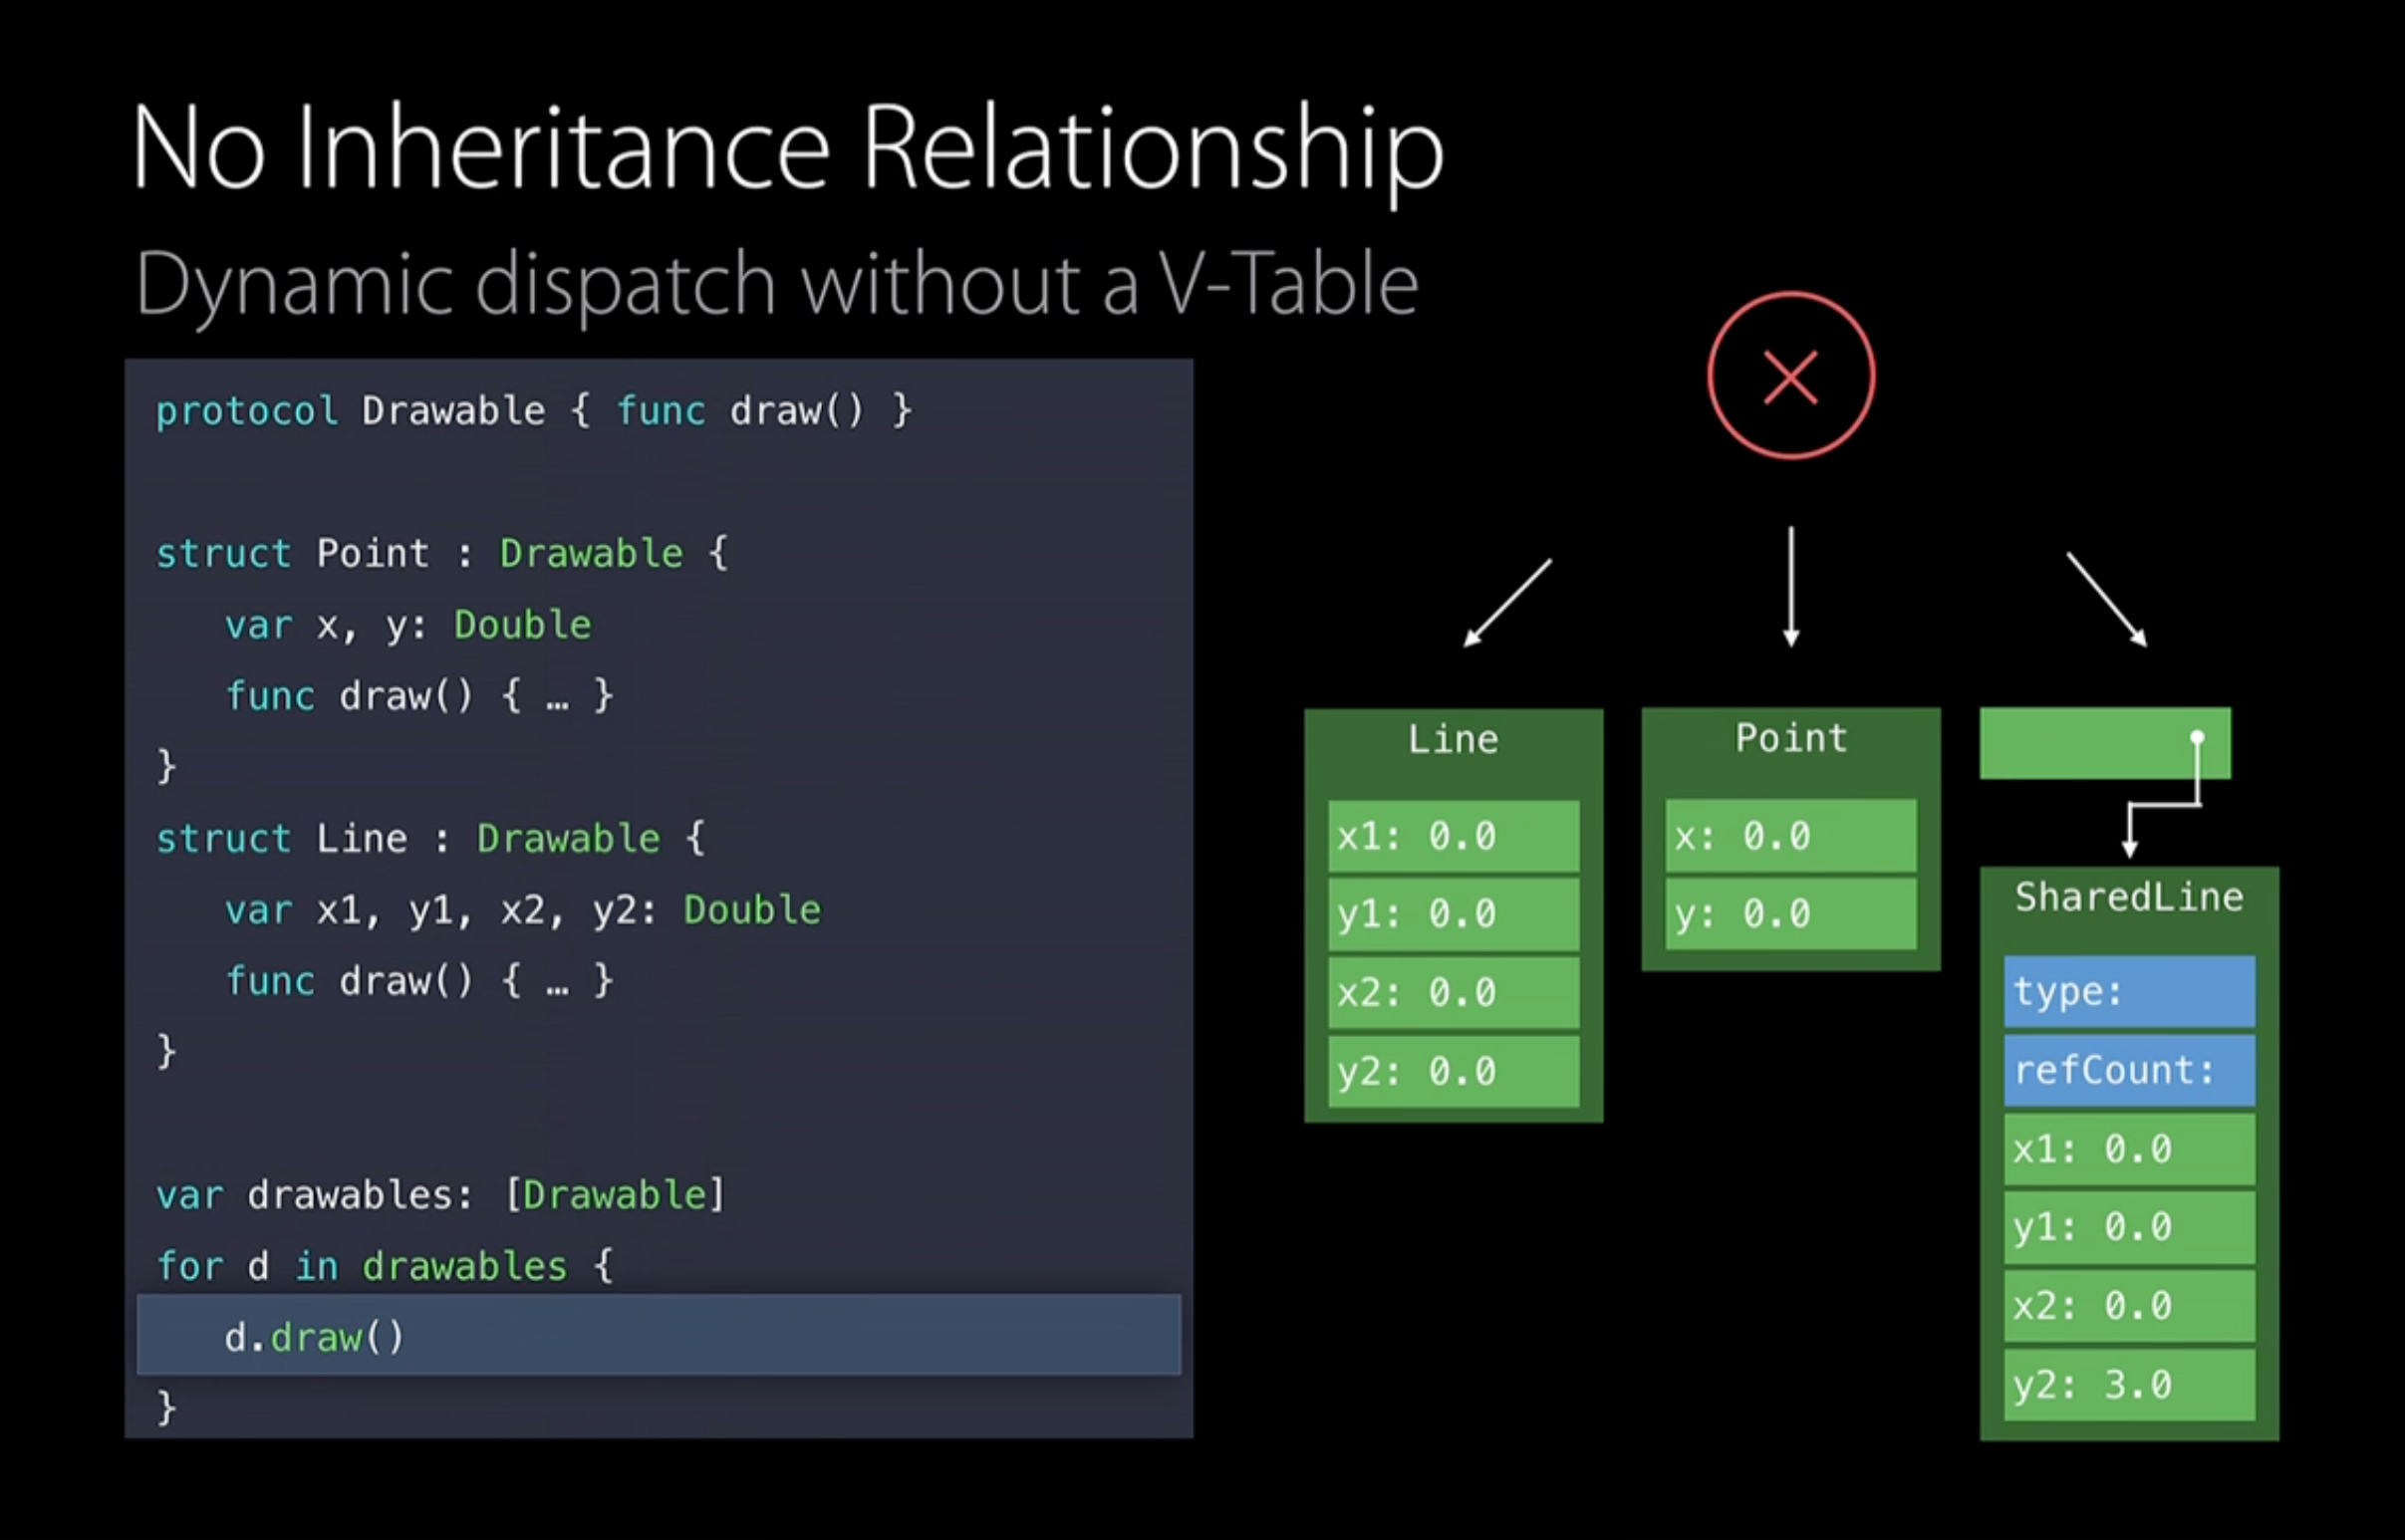 No Inheritance Relationship
Dynamic dispatch without a V-Table
protocol Drawable { func draw() }
struct Point : Drawable {
   var x, y: Double
   func draw() { … }
}
struct Line : Drawable {
   var x1, y1, x2, y2: Double
   func draw() { … }
}
var drawables: [Drawable]
for d in drawables {
   d.draw()
}
Line
x1: 0.0
y1: 0.0
x2: 0.0
y2: 0.0
Point
x: 0.0
y: 0.0
SharedLine
type:
refCount:
x1: 0.0
y1: 0.0
x2: 0.0
y2: 3.0